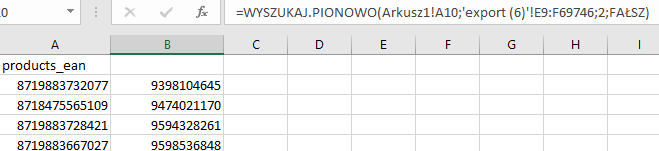 0 =WYSZUKAJ.PIONOWO(Arkusz1!A10;'export (6)'!E9:F69746;2;FAŁSZ)
A B C D E F G H I
products_ean
8719883732077 9398104645
8718475565109 9474021170
8719883728421 9594328261
8719883667027 9598536848